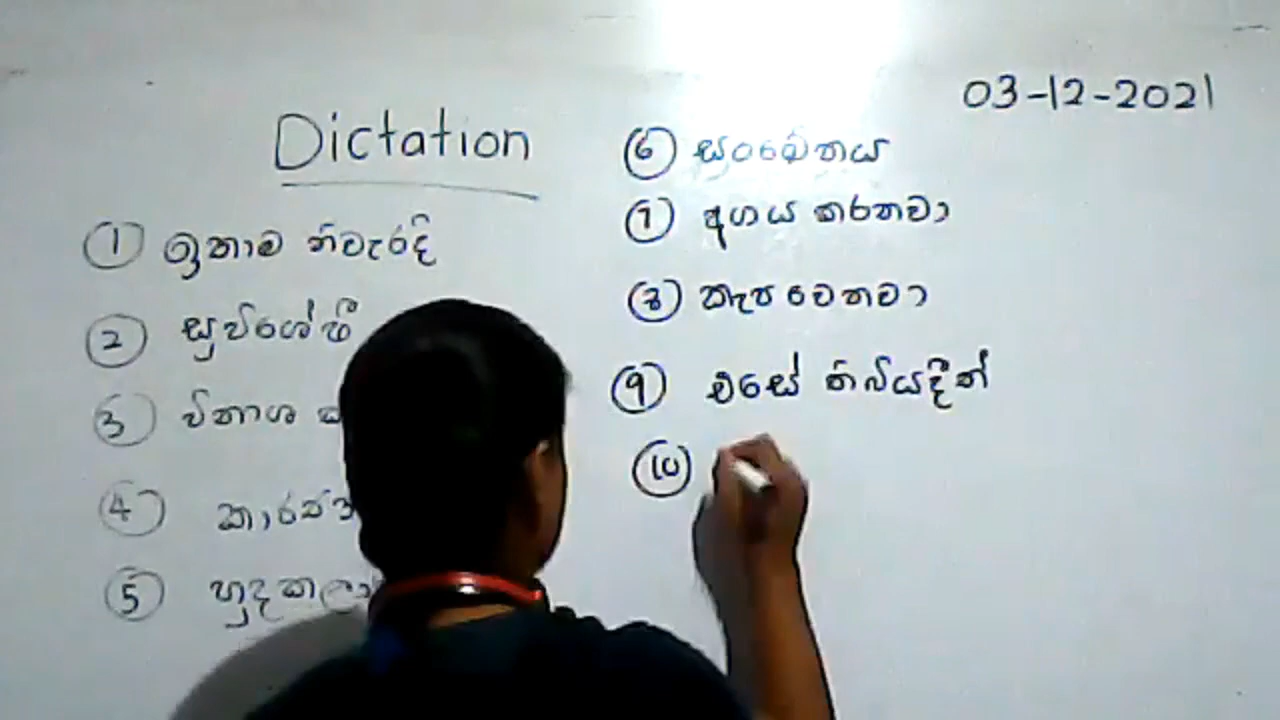 03-12-2021
Dictation
① ඉතාම නිවැරදි
② සුවිශේෂී
③ විනාශ
④
⑤
⑥
⑦ අගය කරනවා
⑧ කැප වෙනවා
⑨ එසේ තිබියදීත්
⑩